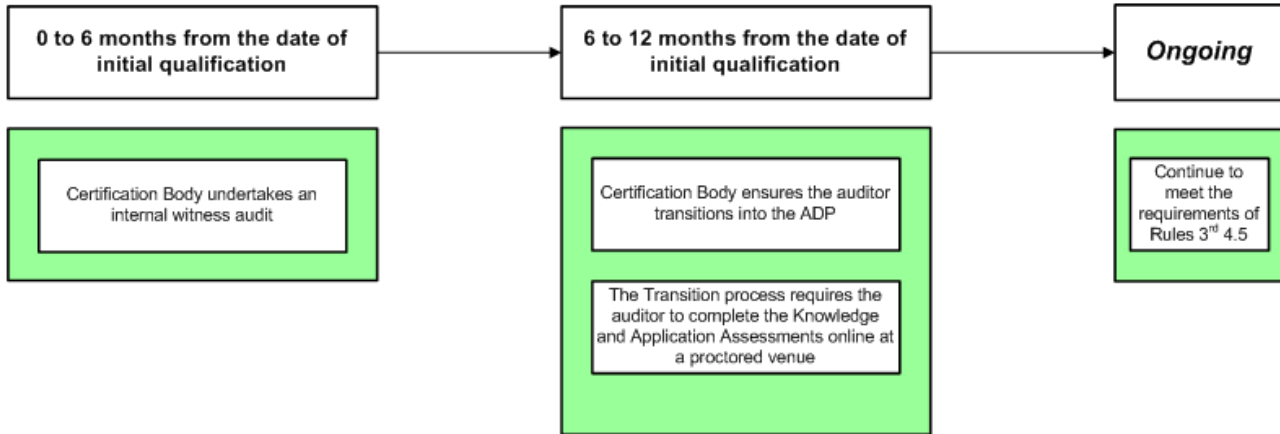 0 to 6 months from the date of
initial qualification
6 to 12 months from the date of
initial qualification
Ongoing
Certification Body undertakes an
internal witness audit
Certification Body ensures the auditor
transitions into the ADP
The Transition process requires the
auditor to complete the Knowledge
and Application Assessments online at
a proctored venue
Continue to
meet the
requirements of
Rules 3rd 4.5